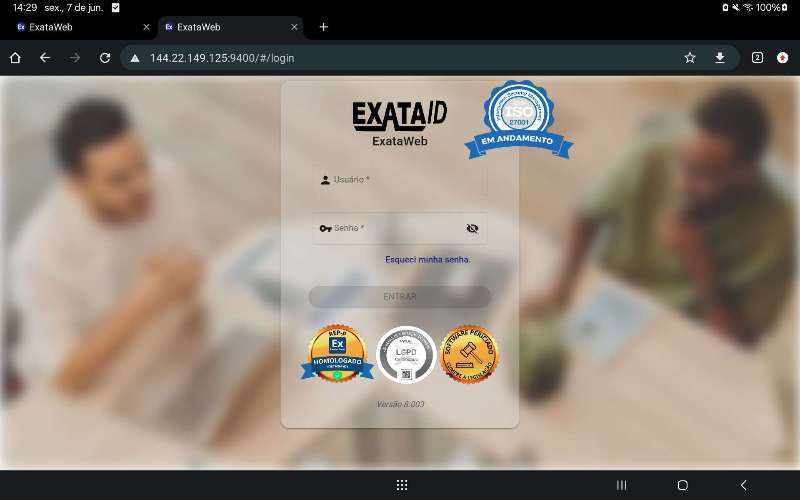 14:29 sex., 7 de jun.
100%
ExataWeb
ExataWeb
144.22.149.125:9400/#/login
2
EXATAID
ExataWeb
ISO
27001
EM ANDAMENTO
Usuário *
Senha *
Esqueci minha senha.
ENTRAR
REP-P
Ex
HOMOLOGADO
LGPD
SOFTWARE PERICIADO
Versão 8.003